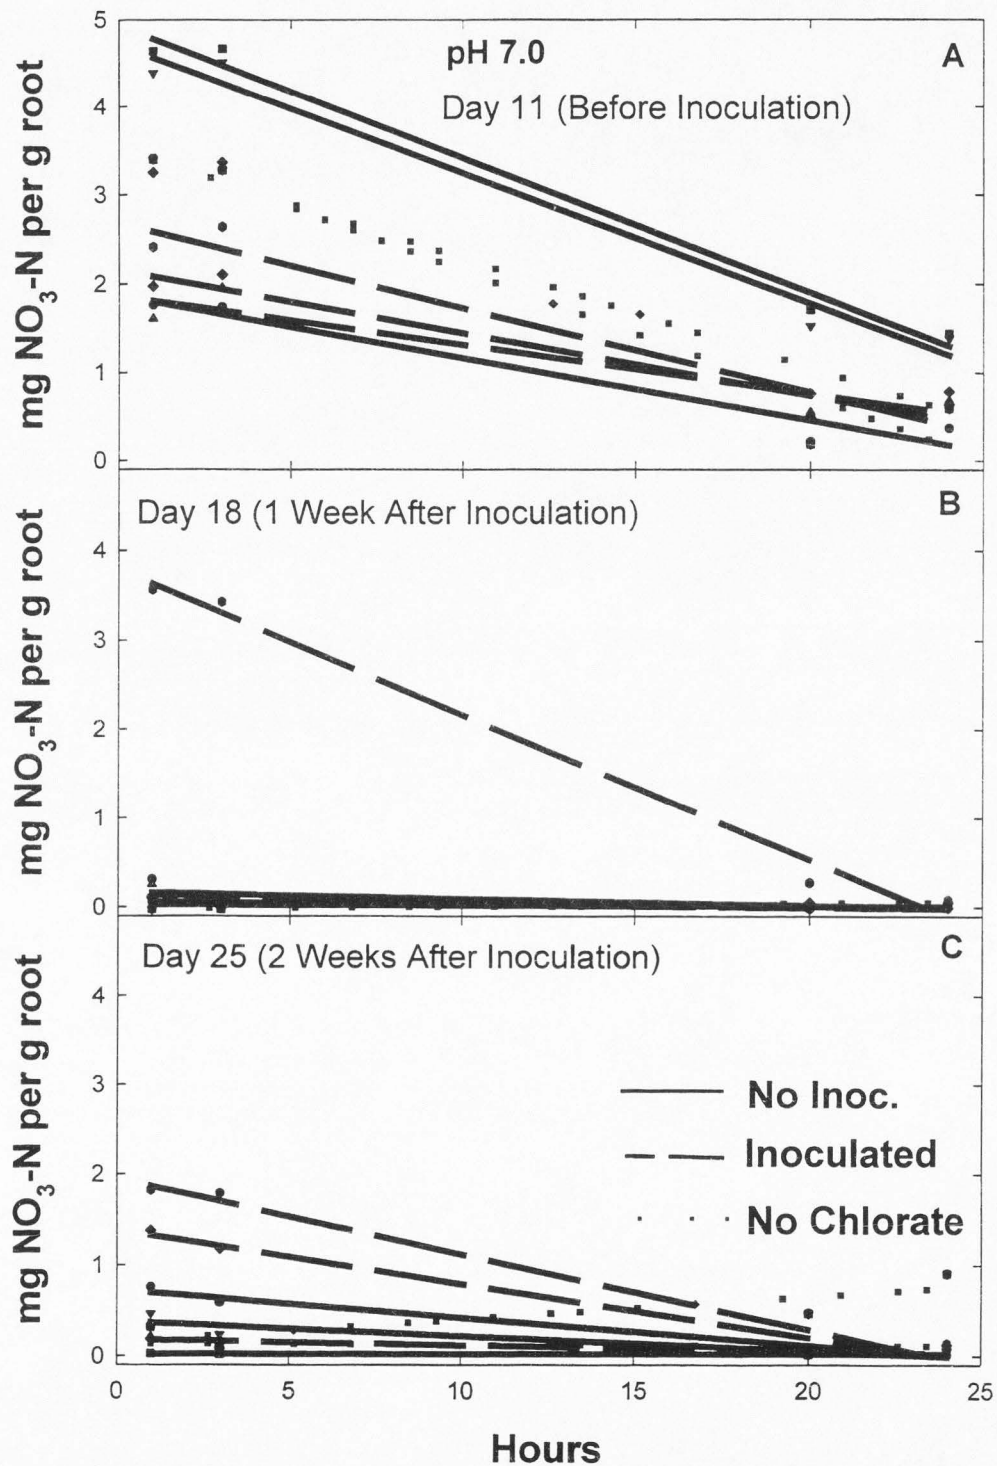 pH 7.0
A
Day 11 (Before Inoculation)
mg NO3-N per g root
5
4
3
2
1
0
Day 18 (1 Week After Inoculation)
B
mg NO3-N per g root
4
3
2
1
0
Day 25 (2 Weeks After Inoculation)
C
mg NO3-N per g root
4
3
2
1
0
No Inoc.
Inoculated
No Chlorate
0 5 10 15 20 25
Hours